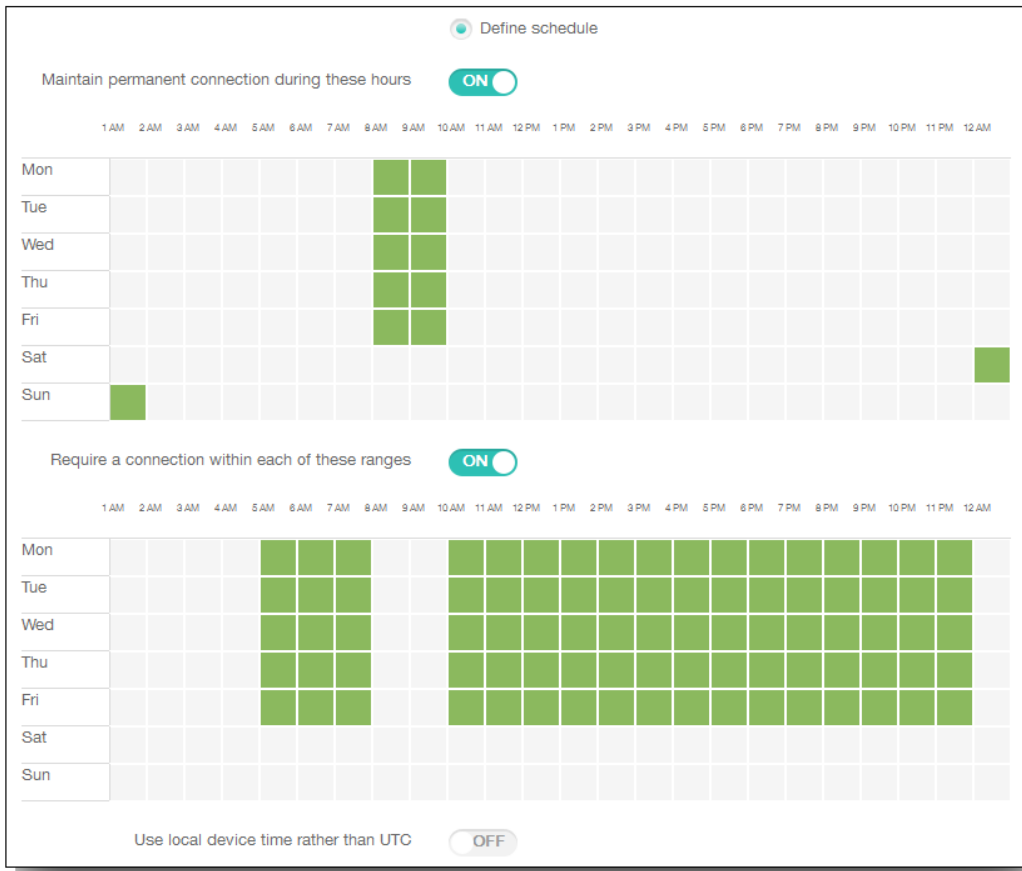 Define schedule
Maintain permanent connection during these hours ON
1 AM 2 AM 3 AM 4 AM 5 AM 6 AM 7 AM 8 AM 9 AM 10 AM 11 AM 12 PM 1 PM 2 PM 3 PM 4 PM 5 PM 6 PM 7 PM 8 PM 9 PM 10 PM 11 PM 12 AM
Mon
Tue
Wed
Thu
Fri
Sat
Sun
Require a connection within each of these ranges ON
1 AM 2 AM 3 AM 4 AM 5 AM 6 AM 7 AM 8 AM 9 AM 10 AM 11 AM 12 PM 1 PM 2 PM 3 PM 4 PM 5 PM 6 PM 7 PM 8 PM 9 PM 10 PM 11 PM 12 AM
Mon
Tue
Wed
Thu
Fri
Sat
Sun
Use local device time rather than UTC OFF